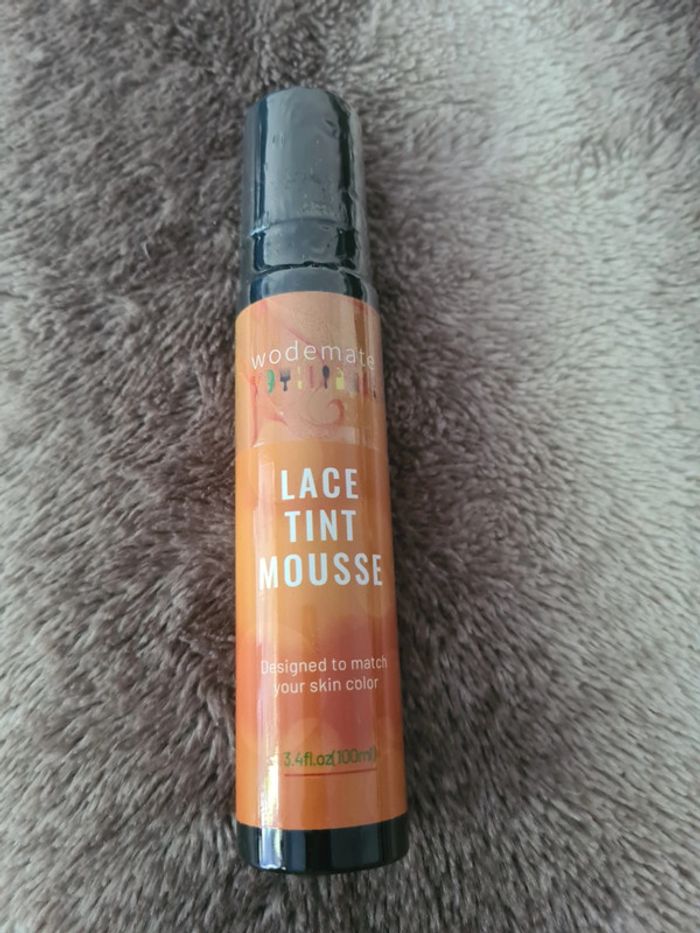 wodemate
LACE
TINT
MOUSSE
Designed to match
your skin color
3.4fl.oz(100ml)